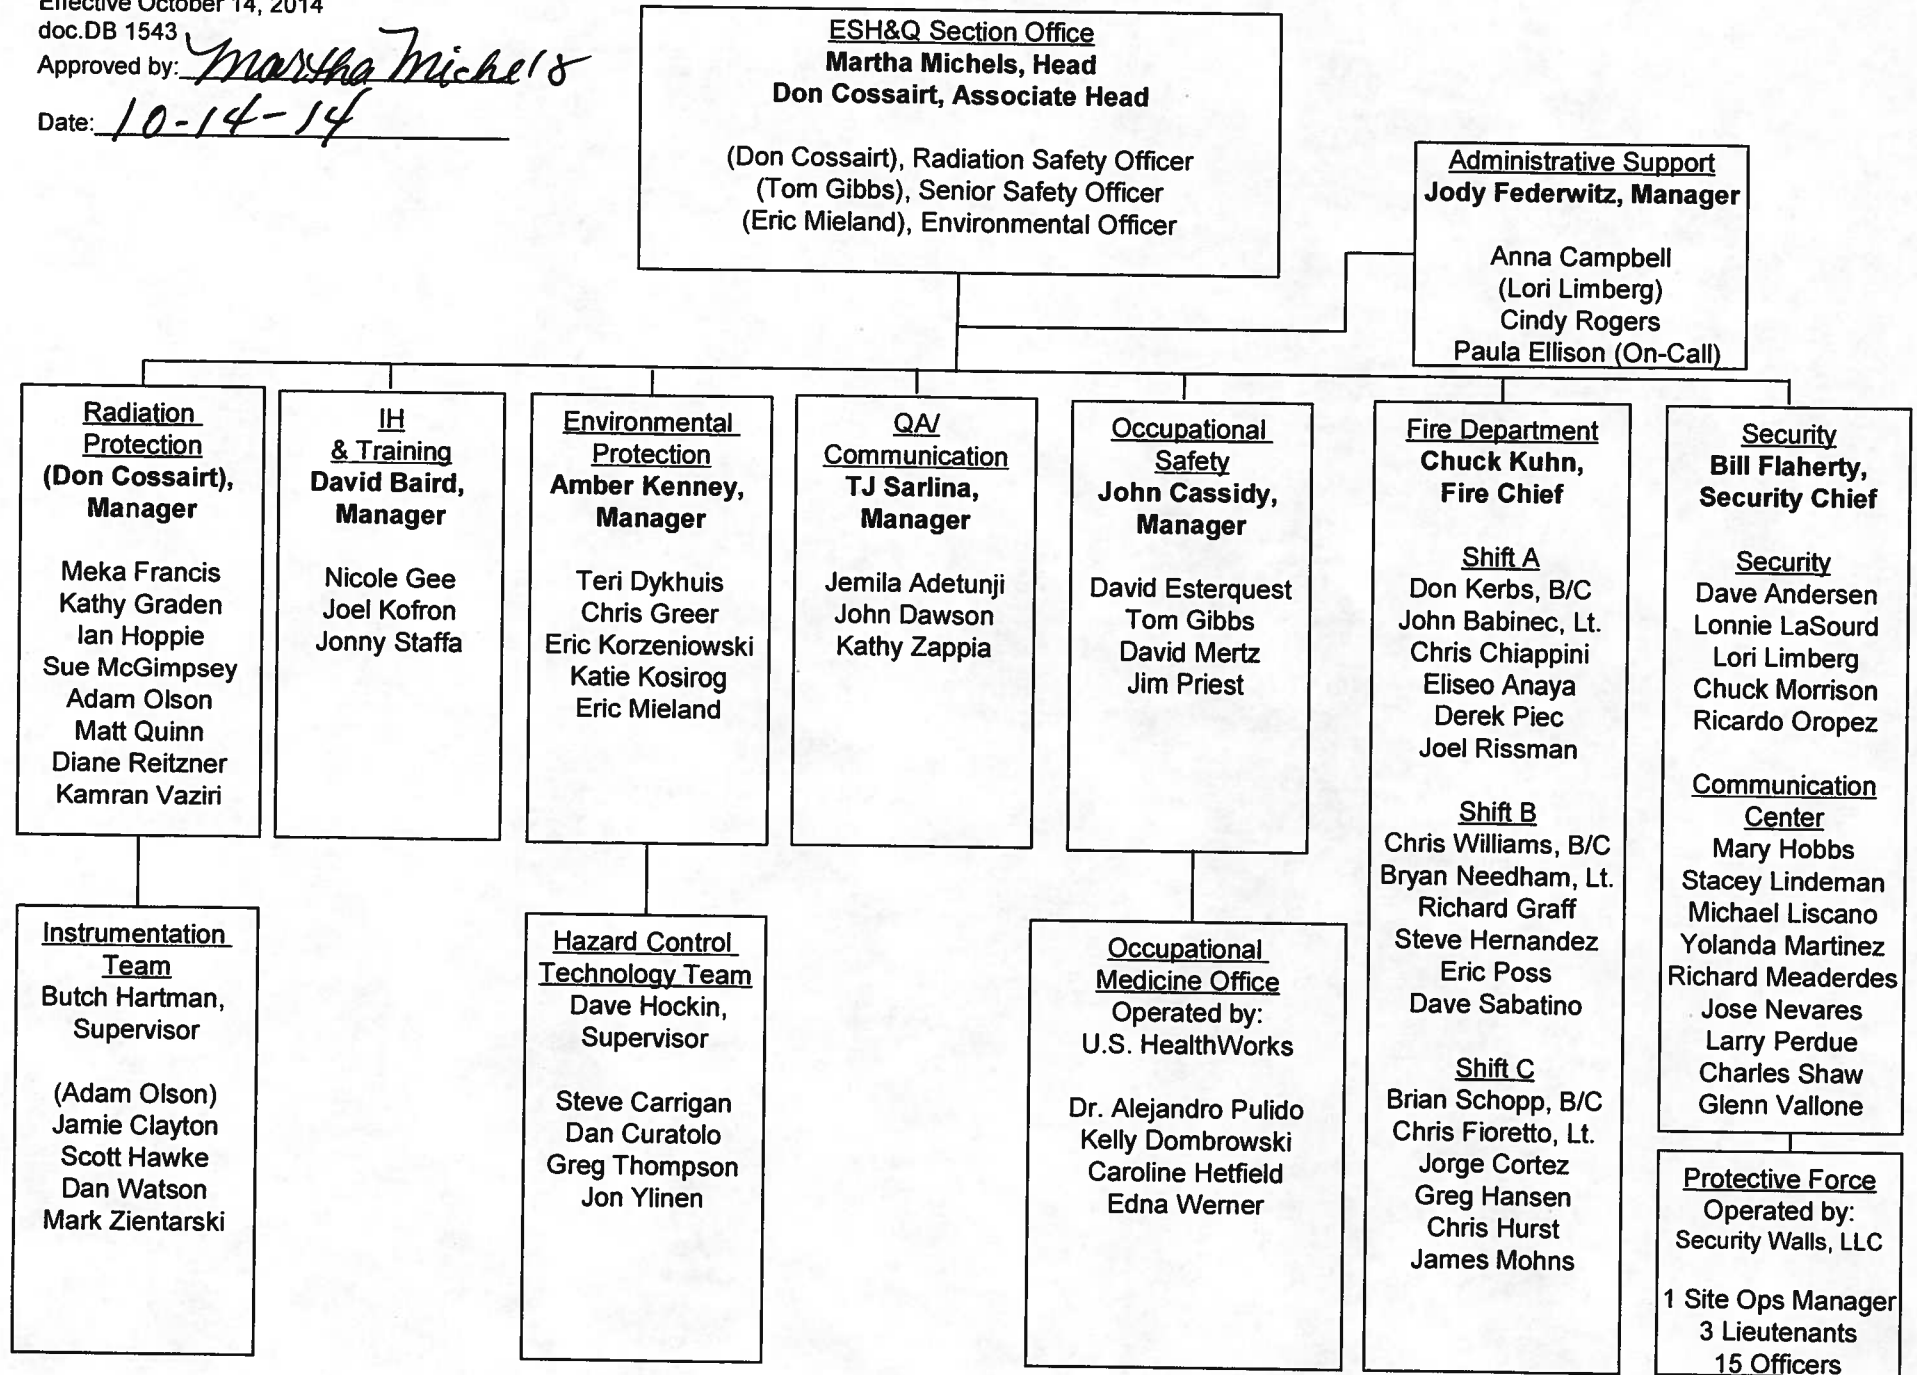 Effective October 14, 2014
doc.DB 1543
Approved by: Martha Michels
Date: 10-14-14
ESH&Q Section Office
Martha Michels, Head
Don Cossairt, Associate Head
(Don Cossairt), Radiation Safety Officer
(Tom Gibbs), Senior Safety Officer
(Eric Mieland), Environmental Officer
Administrative Support
Jody Federwitz, Manager
Anna Campbell
(Lori Limberg)
Cindy Rogers
Paula Ellison (On-Call)
Radiation
Protection
(Don Cossairt),
Manager
Meka Francis
Kathy Graden
Ian Hoppie
Sue McGimpsey
Adam Olson
Matt Quinn
Diane Reitzner
Kamran Vaziri
Instrumentation
Team
Butch Hartman,
Supervisor
(Adam Olson)
Jamie Clayton
Scott Hawke
Dan Watson
Mark Zientarski
IH
& Training
David Baird,
Manager
Nicole Gee
Joel Kofron
Jonny Staffa
Environmental
Protection
Amber Kenney,
Manager
Teri Dykhuis
Chris Greer
Eric Korzeniowski
Katie Kosirog
Eric Mieland
Hazard Control
Technology Team
Dave Hockin,
Supervisor
Steve Carrigan
Dan Curatolo
Greg Thompson
Jon Ylinen
QA/
Communication
TJ Sarlina,
Manager
Jemila Adetunji
John Dawson
Kathy Zappia
Occupational
Safety
John Cassidy,
Manager
David Esterquest
Tom Gibbs
David Mertz
Jim Priest
Occupational
Medicine Office
Operated by:
U.S. HealthWorks
Dr. Alejandro Pulido
Kelly Dombrowski
Caroline Hetfield
Edna Werner
Fire Department
Chuck Kuhn,
Fire Chief
Shift A
Don Kerbs, B/C
John Babinec, Lt.
Chris Chiappini
Eliseo Anaya
Derek Piec
Joel Rissman
Shift B
Chris Williams, B/C
Bryan Needham, Lt.
Richard Graff
Steve Hernandez
Eric Poss
Dave Sabatino
Shift C
Brian Schopp, B/C
Chris Fioretto, Lt.
Jorge Cortez
Greg Hansen
Chris Hurst
James Mohns
Security
Bill Flaherty,
Security Chief
Security
Dave Andersen
Lonnie LaSourd
Lori Limberg
Chuck Morrison
Ricardo Oropez
Communication
Center
Mary Hobbs
Stacey Lindeman
Michael Liscano
Yolanda Martinez
Richard Meaderdes
Jose Nevares
Larry Perdue
Charles Shaw
Glenn Vallone
Protective Force
Operated by:
Security Walls, LLC
1 Site Ops Manager
3 Lieutenants
15 Officers